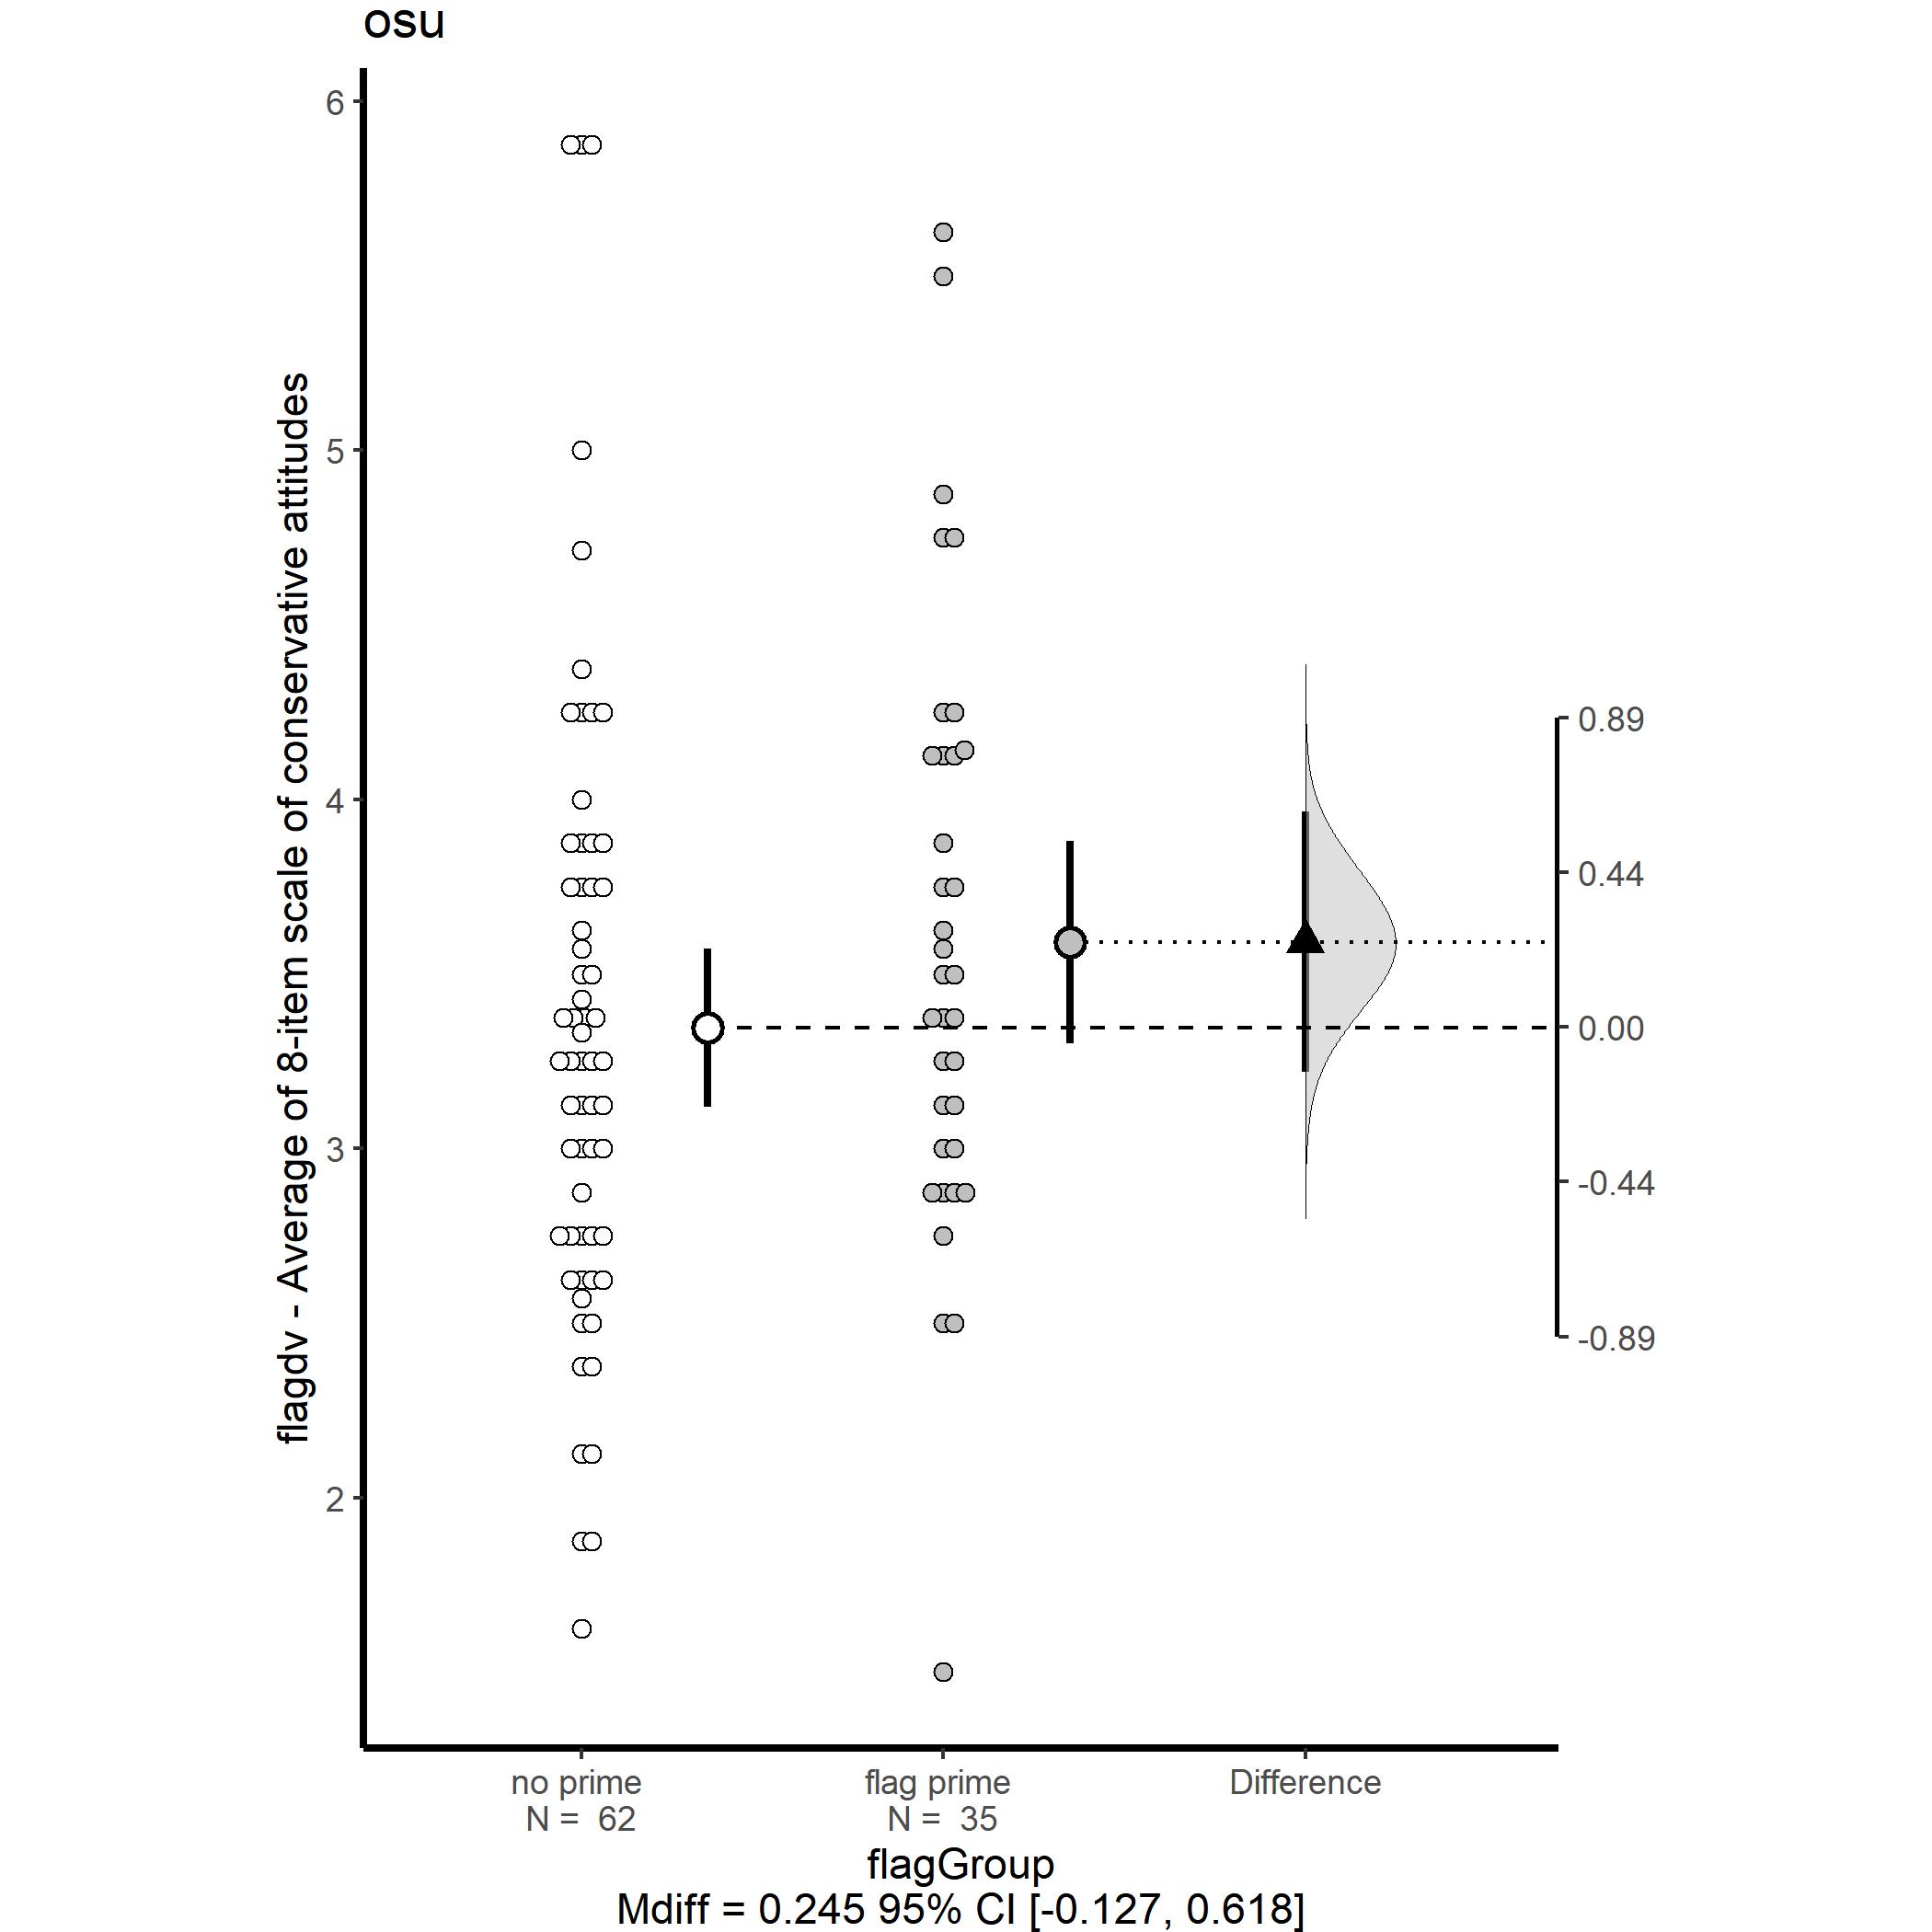 osu
flagdv - Average of 8-item scale of conservative attitudes
6
5
4
3
2
0.89
0.44
0.00
-0.44
-0.89
no prime
N =  62
flag prime
N =  35
Difference
flagGroup
Mdiff = 0.245 95% CI [-0.127, 0.618]